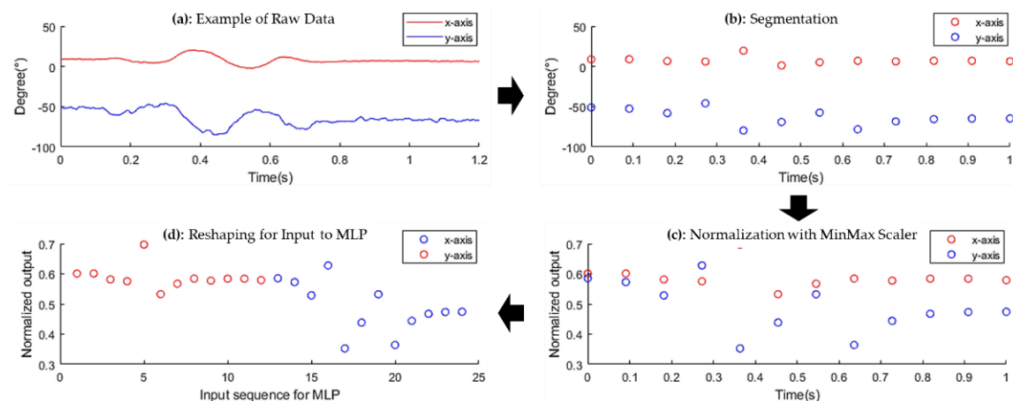 (a): Example of Raw Data
50
0
-50
-100
Degree(°)
0
0.2
0.4
0.6
0.8
1
1.2
Time(s)
x-axis
y-axis
(b): Segmentation
50
0
-50
-100
Degree(°)
0
0.1
0.2
0.3
0.4
0.5
0.6
0.7
0.8
0.9
1
Time(s)
x-axis
y-axis
(d): Reshaping for Input to MLP
0.7
0.6
0.5
0.4
0.3
Normalized output
0
5
10
15
20
25
Input sequence for MLP
x-axis
y-axis
(c): Normalization with MinMax Scaler
0.7
0.6
0.5
0.4
0.3
Normalized output
0
0.1
0.2
0.3
0.4
0.5
0.6
0.7
0.8
0.9
1
Time(s)
x-axis
y-axis